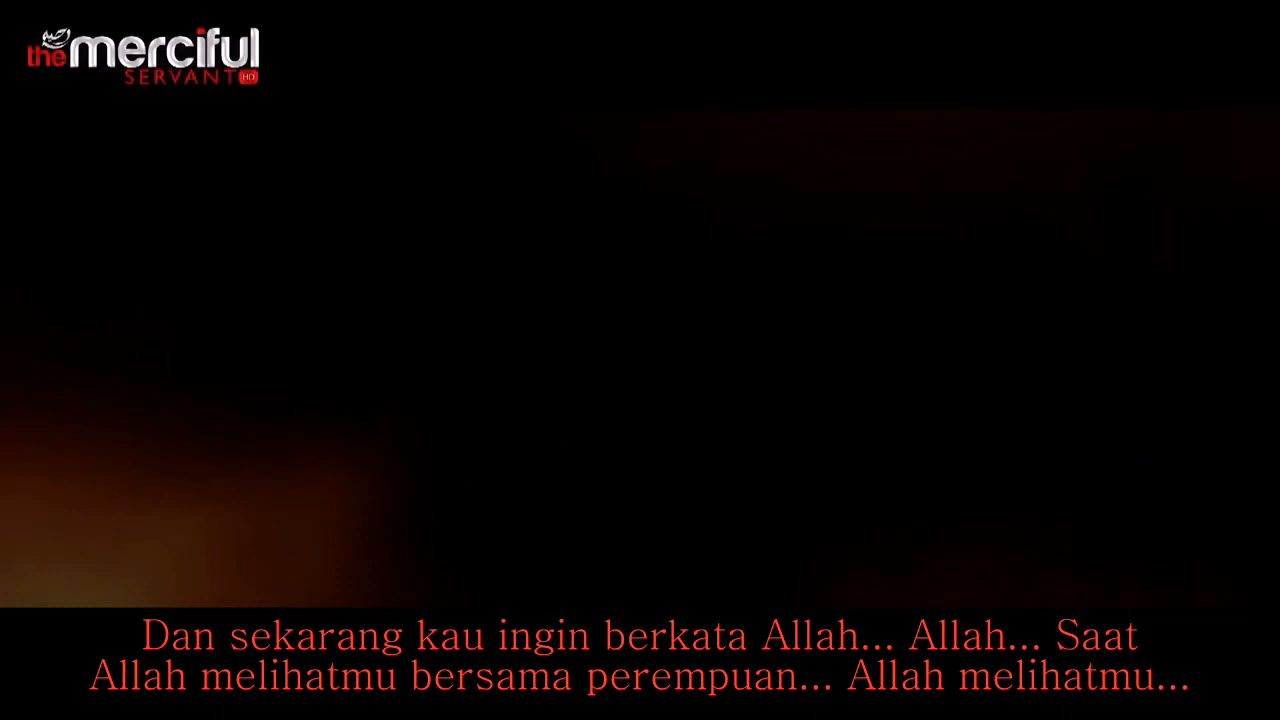 the merciful
SERVANT HD
Dan sekarang kau ingin berkata Allah... Allah... Saat
Allah melihatmu bersama perempuan... Allah melihatmu...